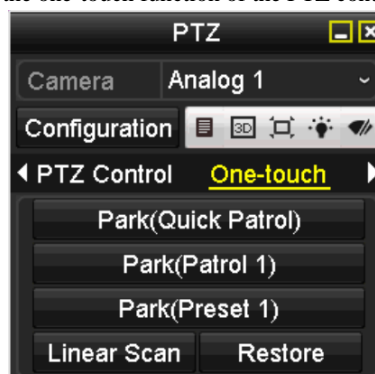 the one-touch function of the PTZ cont
PTZ
Camera Analog 1
Configuration 3D
PTZ Control One-touch
Park(Quick Patrol)
Park(Patrol 1)
Park(Preset 1)
Linear Scan Restore